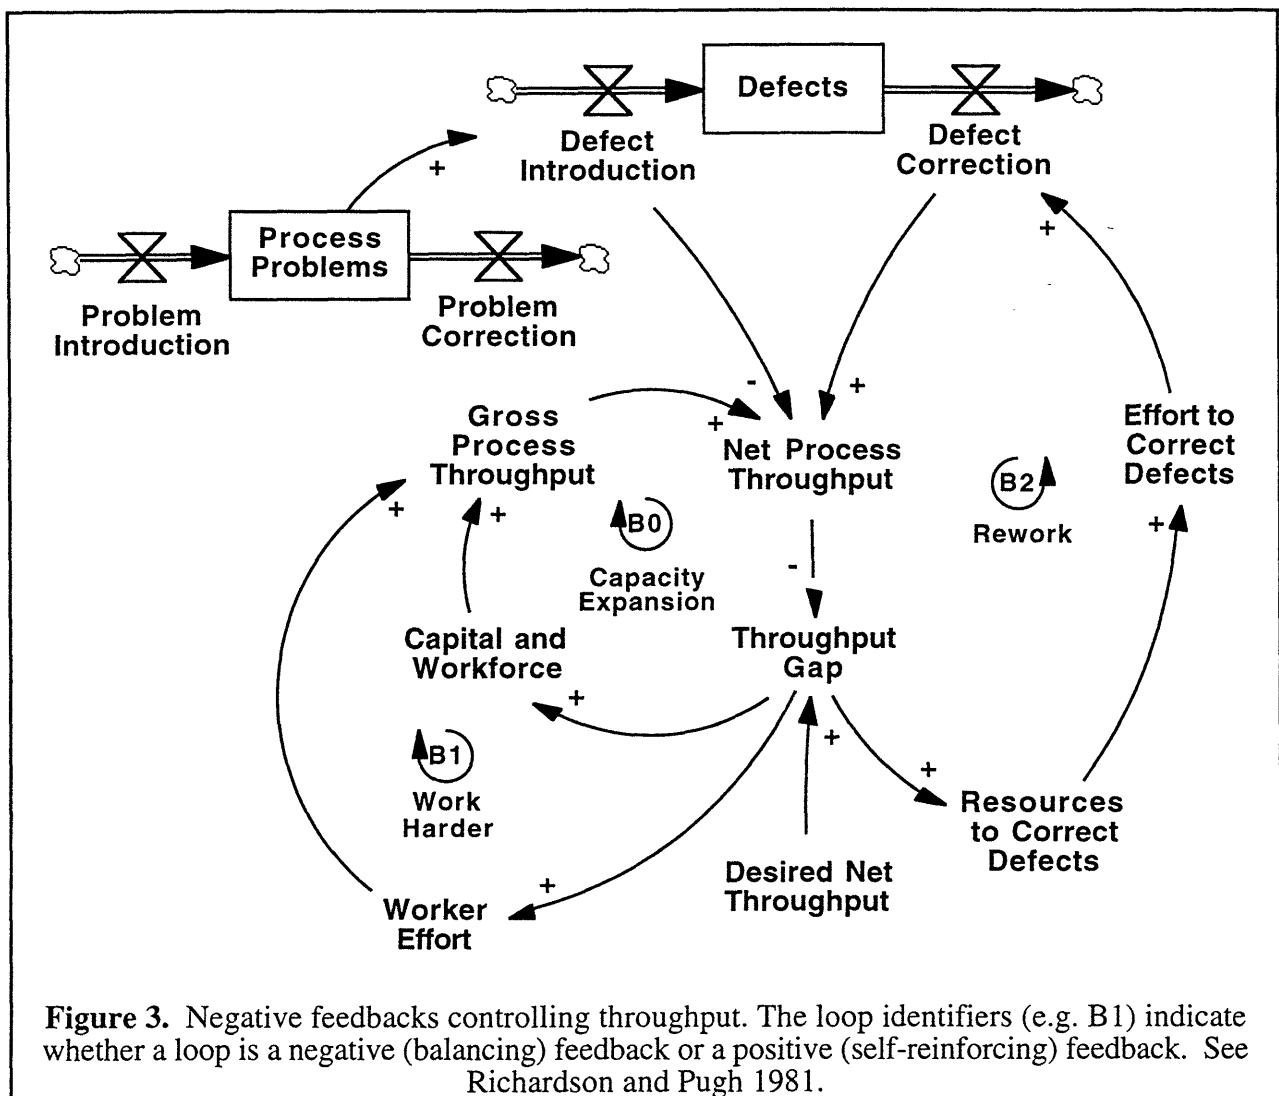 Defects
Defect
Introduction
Defect
Correction
+
Process
Problems
+
Problem
Introduction
Problem
Correction
-
+
+
Gross
Process
Throughput
Net Process
Throughput
Effort to
Correct
Defects
B2
Rework
+
+
B0
+
Capacity
Expansion
-
Capital and
Workforce
Throughput
Gap
+
+
B1
Work
Harder
+
Resources
to Correct
Defects
Desired Net
Throughput
+
Worker
Effort
Figure 3. Negative feedbacks controlling throughput. The loop identifiers (e.g. B1) indicate
whether a loop is a negative (balancing) feedback or a positive (self-reinforcing) feedback. See
Richardson and Pugh 1981.